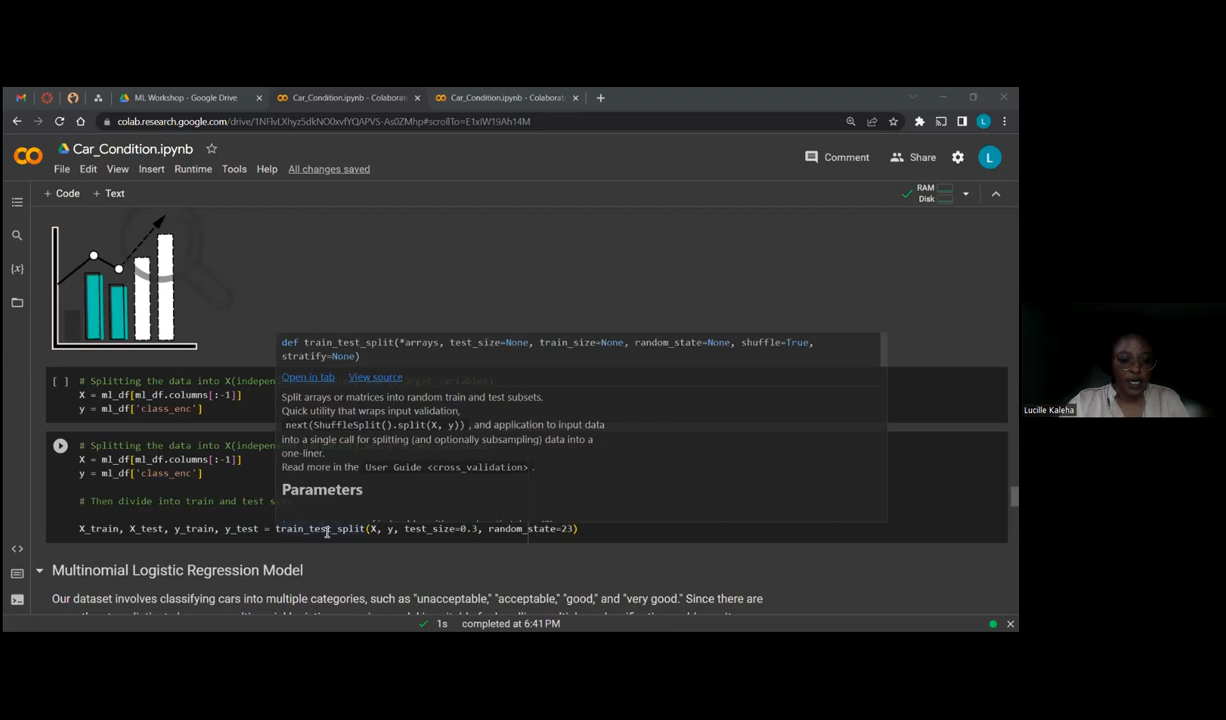 ML Workshop - Google Drive
Car_Condition.ipynb - Colaborat
Car_Condition.ipynb - Colaborat
colab.research.google.com/drive/1NFlvLXhyz5dkNO0xvfYQAPVS-As0ZMhp#scrollTo=E1xIW19Ah14M
L
Car_Condition.ipynb
File Edit View Insert Runtime Tools Help All changes saved
Comment Share L
+ Code + Text
RAM
Disk
def train_test_split(*arrays, test_size=None, train_size=None, random_state=None, shuffle=True,
stratify=None)
Open in tab View source
[ ] # Splitting the data into X(indepen
X = ml_df[ml_df.columns[:-1]]
y = ml_df['class_enc']
Split arrays or matrices into random train and test subsets.
Quick utility that wraps input validation,
next(ShuffleSplit().split(X, y)), and application to input data
into a single call for splitting (and optionally subsampling) data into a
one-liner.
Read more in the User Guide <cross_validation>.
Parameters
# Splitting the data into X(indepen
X = ml_df[ml_df.columns[:-1]]
y = ml_df['class_enc']
# Then divide into train and test s
X_train, X_test, y_train, y_test = train_test_split(X, y, test_size=0.3, random_state=23)
Multinomial Logistic Regression Model
Our dataset involves classifying cars into multiple categories, such as "unacceptable," "acceptable," "good," and "very good." Since there are
1s completed at 6:41 PM
Lucille Kaleha